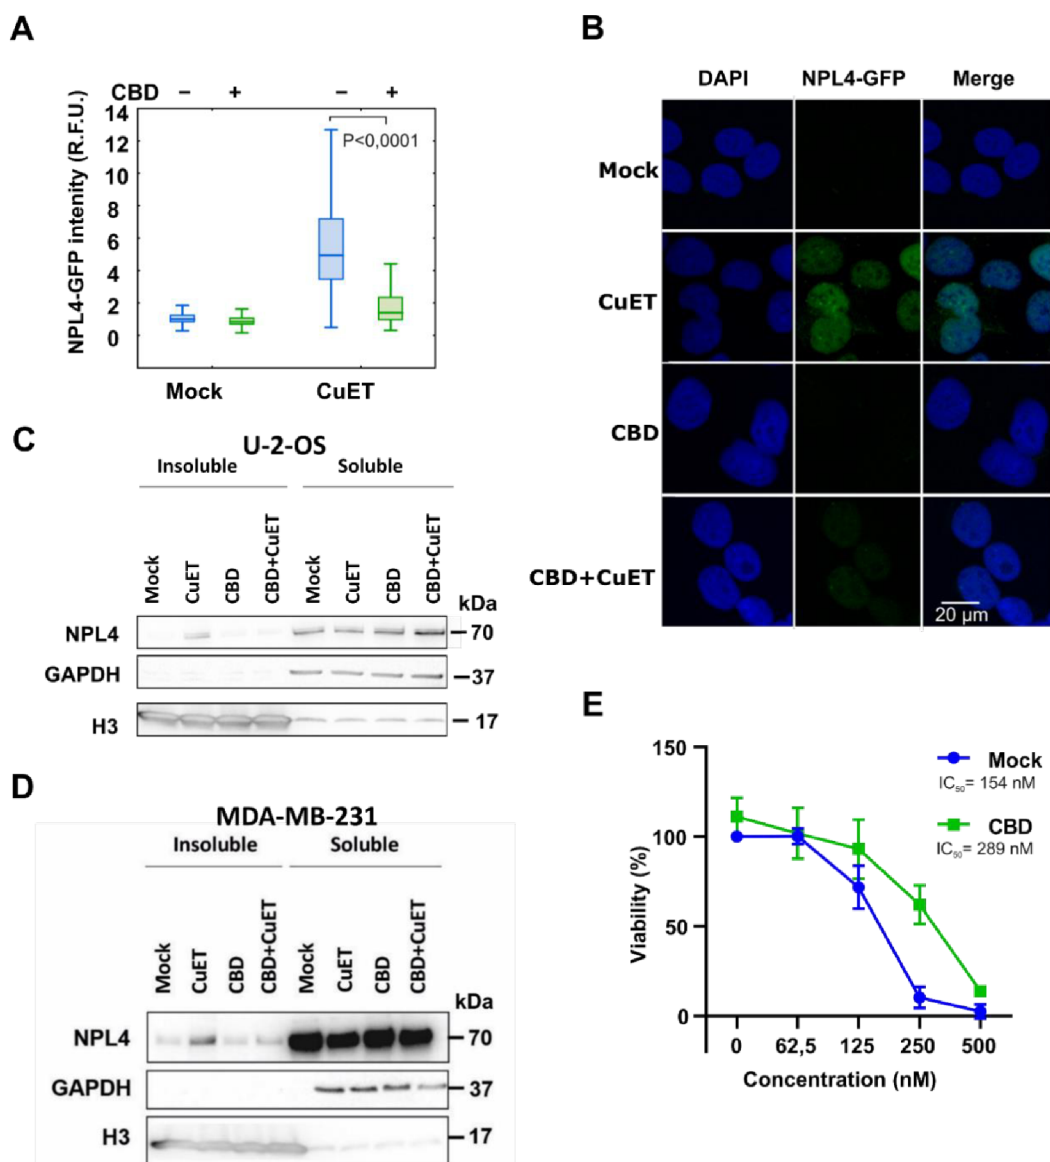 A
CBD − + − +
NPL4-GFP intenity (R.F.U.)
14
12
10
8
6
4
2
0
P<0,0001
Mock CuET
B
DAPI NPL4-GFP Merge
Mock
CuET
CBD
CBD+CuET
20 µm
C
U-2-OS
Insoluble Soluble
Mock CuET CBD CBD+CuET Mock CuET CBD CBD+CuET
kDa
NPL4 70
GAPDH 37
H3 17
D
MDA-MB-231
Insoluble Soluble
Mock CuET CBD CBD+CuET Mock CuET CBD CBD+CuET
kDa
NPL4 70
GAPDH 37
H3 17
E
Viability (%)
150
100
50
0
Mock
IC₅₀= 154 nM
CBD
IC₅₀= 289 nM
0 62,5 125 250 500
Concentration (nM)